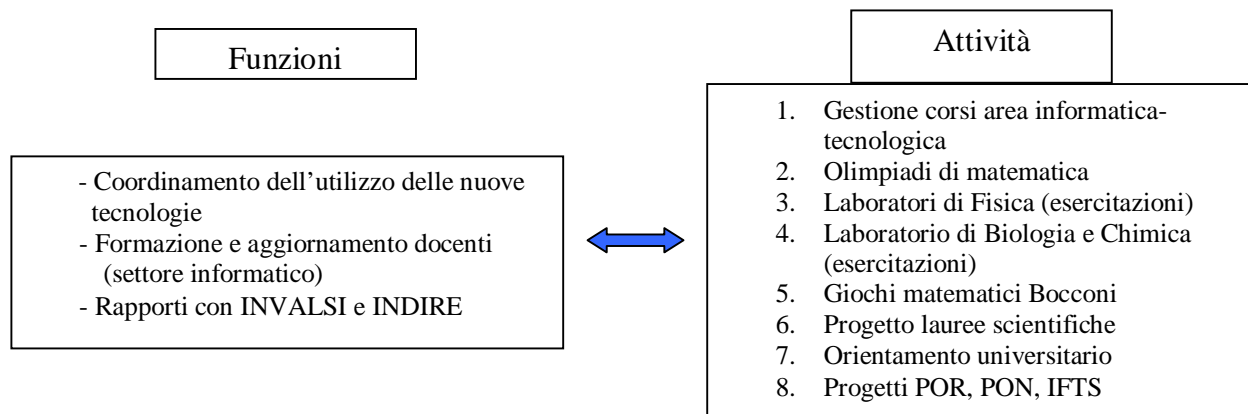 Funzioni
- Coordinamento dell'utilizzo delle nuove
tecnologie
- Formazione e aggiornamento docenti
(settore informatico)
- Rapporti con INVALSI e INDIRE
Attività
1. Gestione corsi area informatica-
tecnologica
2. Olimpiadi di matematica
3. Laboratori di Fisica (esercitazioni)
4. Laboratorio di Biologia e Chimica
(esercitazioni)
5. Giochi matematici Bocconi
6. Progetto lauree scientifiche
7. Orientamento universitario
8. Progetti POR, PON, IFTS